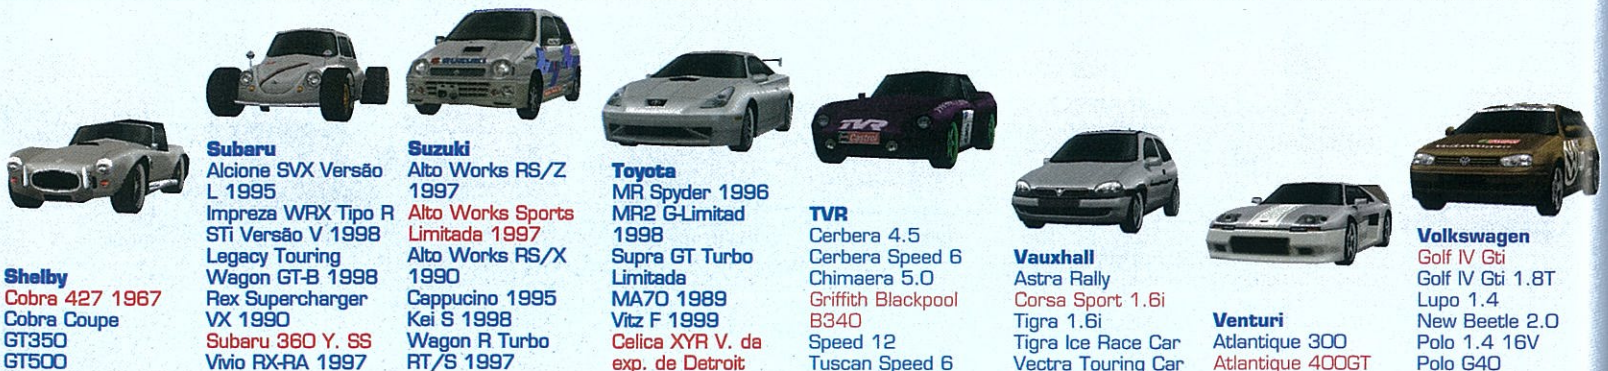 Shelby
Cobra 427 1967
Cobra Coupe
GT350
GT500
Subaru
Alcione SVX Versão
L 1995
Impreza WRX Tipo R
STi Versão V 1998
Legacy Touring
Wagon GT-B 1998
Rex Supercharger
VX 1990
Subaru 360 Y. SS
Vivio RX-RA 1997
SUZUKI
Suzuki
Alto Works RS/Z
1997
Alto Works Sports
Limitada 1997
Alto Works RS/X
1990
Cappucino 1995
Kei S 1998
Wagon R Turbo
RT/S 1997
Toyota
MR Spyder 1996
MR2 G-Limitad
1998
Supra GT Turbo
Limitada
MA70 1989
Vitz F 1999
Celica XYR V. da
exp. de Detroit
TVR
Castrol
TVR
Cerbera 4.5
Cerbera Speed 6
Chimaera 5.0
Griffith Blackpool
B340
Speed 12
Tuscan Speed 6
Vauxhall
Astra Rally
Corsa Sport 1.6i
Tigra 1.6i
Tigra Ice Race Car
Vectra Touring Car
Venturi
Atlantique 300
Atlantique 400GT
Volkswagen
Golf IV Gti
Golf IV Gti 1.8T
Lupo 1.4
New Beetle 2.0
Polo 1.4 16V
Polo G40